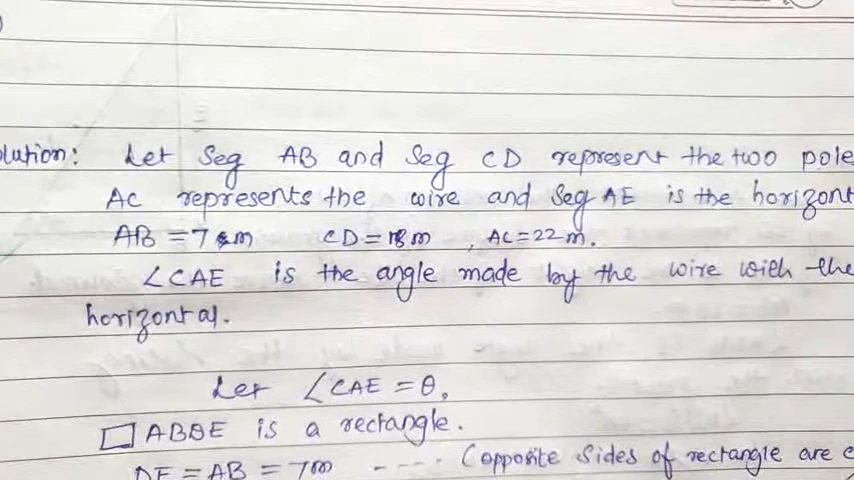 lution: Let Seg AB and Seg CD represent the two pole
AC represents the wire and Seg AE is the horizont
AB = 7 m CD = 18 m , AC = 22 m.
∠CAE is the angle made by the wire with the
horizontal.
Let ∠CAE = θ,
□ ABDE is a rectangle.
DE = AB = 7m ---- (opposite sides of rectangle are e